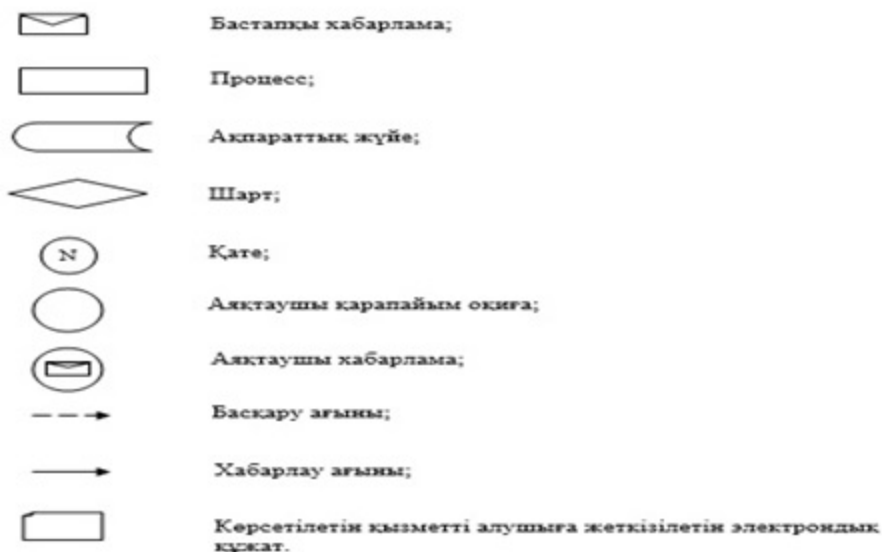 Бастапқы хабарлама;
Процесс;
Ақпараттық жүйе;
Шарт;
N
Қате;
Аяқтаушы қарапайым оқиға;
Аяқтаушы хабарлама;
Басқару ағыны;
Хабарлау ағыны;
Көрсетілетін қызметті алушыға жеткізілетін электрондық
құжат.